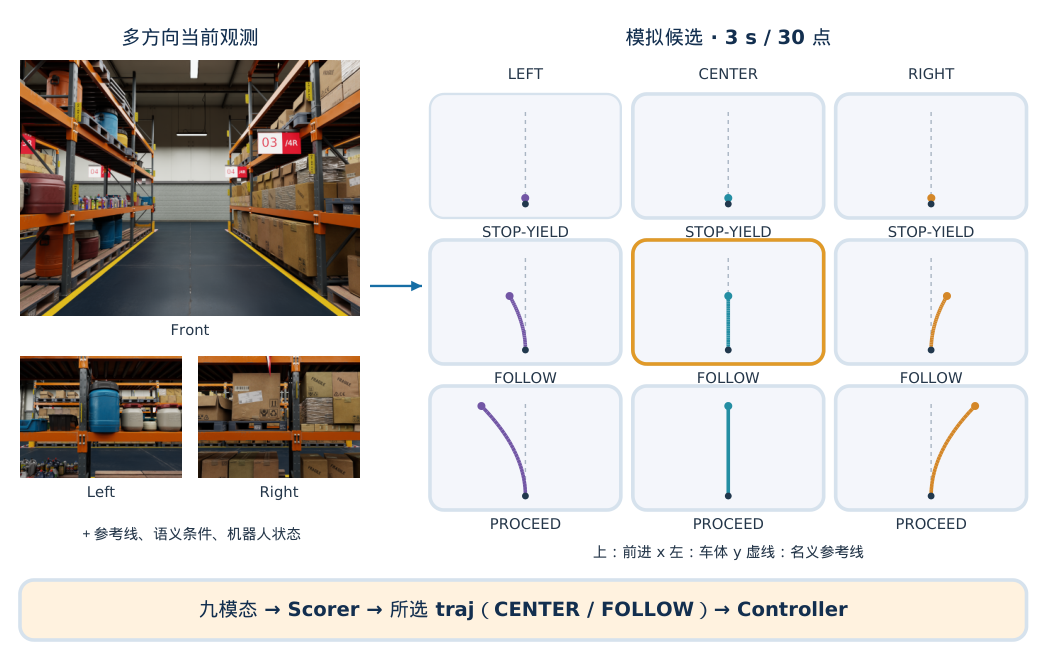 多方向当前观测
模拟候选 · 3 s / 30 点
LEFT
CENTER
RIGHT
03
/4R
04
04
/4R
STOP-YIELD
STOP-YIELD
STOP-YIELD
Front
FOLLOW
FOLLOW
FOLLOW
Left
Right
PROCEED
PROCEED
PROCEED
+ 参考线、语义条件、机器人状态
上：前进 x 左：车体 y 虚线：名义参考线
九模态 → Scorer → 所选 traj（CENTER / FOLLOW）→ Controller